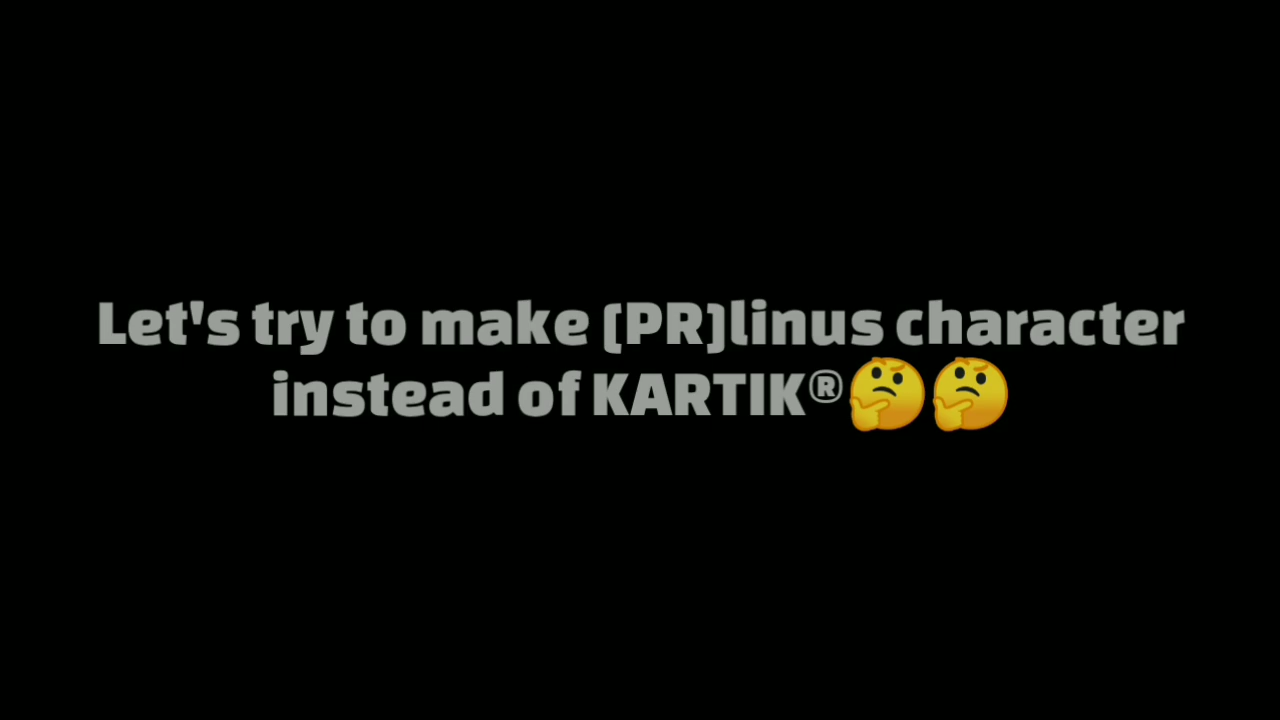 Let's try to make [PR]linus character
instead of KARTIK®🤔🤔